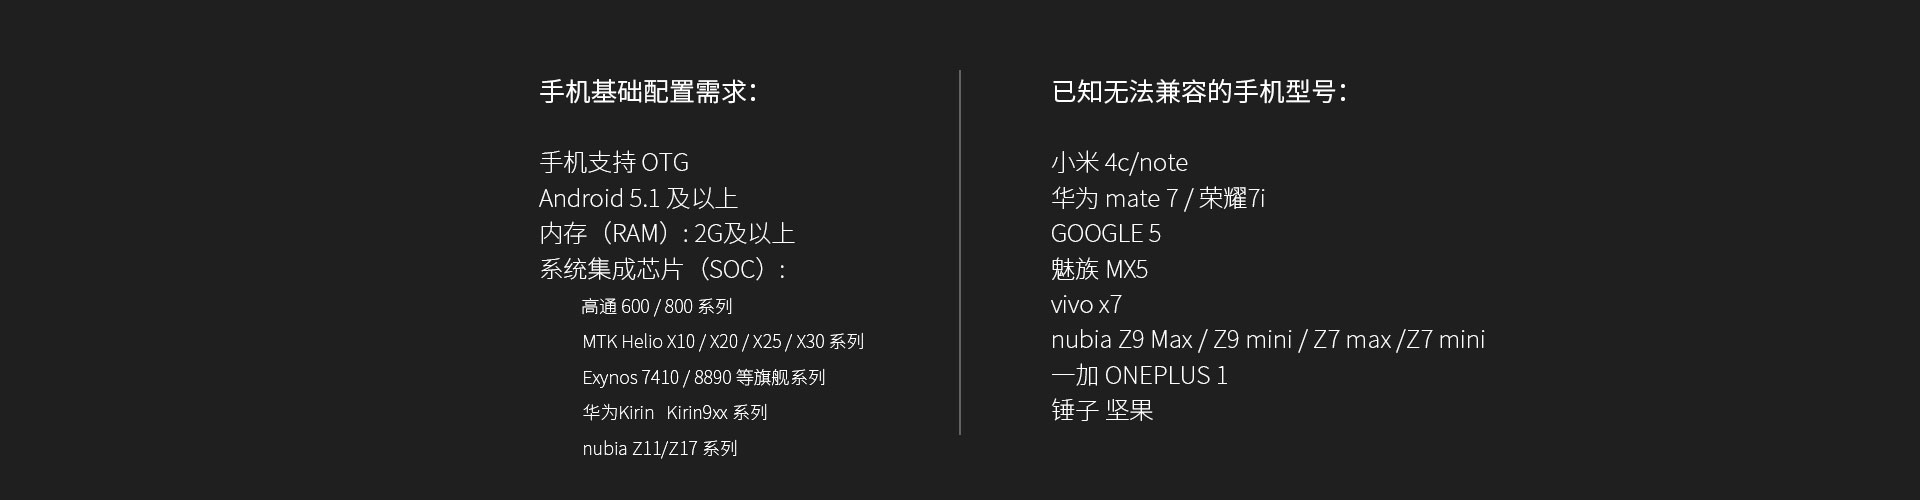 手机基础配置需求：
手机支持 OTG
Android 5.1 及以上
内存（RAM）: 2G及以上
系统集成芯片（SOC）:
高通 600 / 800 系列
MTK Helio X10 / X20 / X25 / X30 系列
Exynos 7410 / 8890 等旗舰系列
华为Kirin Kirin9xx 系列
nubia Z11/Z17 系列
已知无法兼容的手机型号：
小米 4c/note
华为 mate 7 / 荣耀7i
GOOGLE 5
魅族 MX5
vivo x7
nubia Z9 Max / Z9 mini / Z7 max /Z7 mini
一加 ONEPLUS 1
锤子 坚果